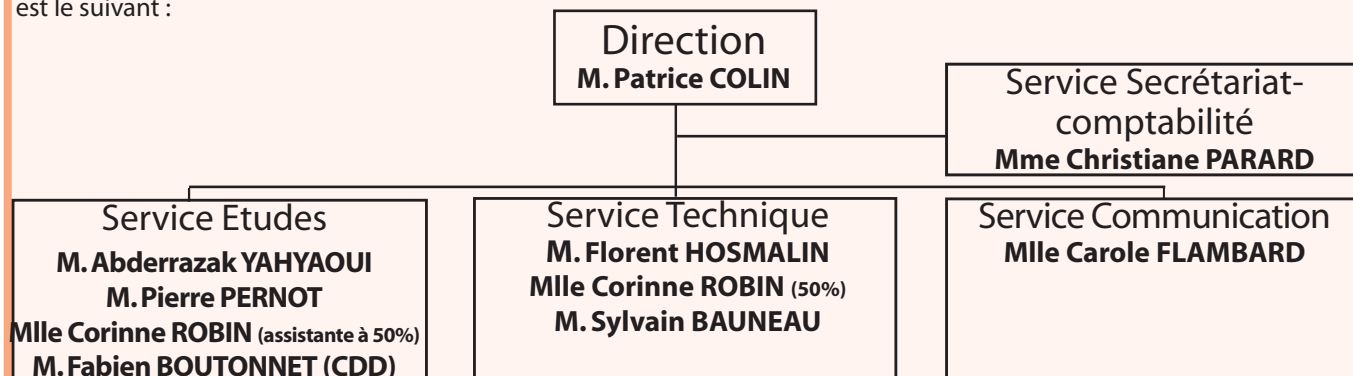 est le suivant :
Direction
M. Patrice COLIN
Service Secrétariat-
comptabilité
Mme Christiane PARARD
Service Etudes
M. Abderrazak YAHYAOUI
M. Pierre PERNOT
Mlle Corinne ROBIN (assistante à 50%)
M. Fabien BOUTONNET (CDD)
Service Technique
M. Florent HOSMALIN
Mlle Corinne ROBIN (50%)
M. Sylvain BAUNEAU
Service Communication
Mlle Carole FLAMBARD